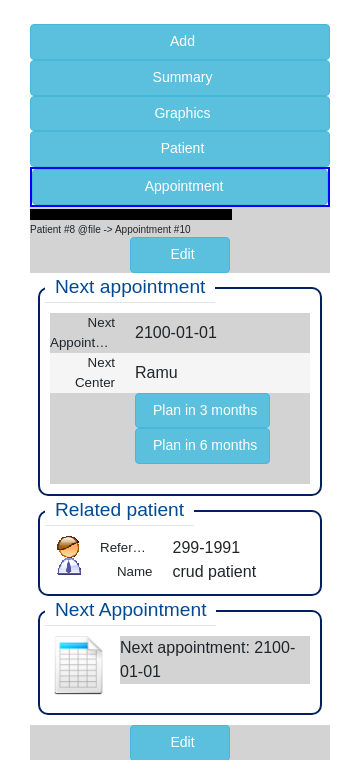 Add
Summary
Graphics
Patient
Appointment
Patient #8 @file -> Appointment #10
Edit
Next appointment
Next
Appoint…
2100-01-01
Next
Center
Ramu
Plan in 3 months
Plan in 6 months
Related patient
Refer…
299-1991
Name
crud patient
Next Appointment
Next appointment: 2100-
01-01
Edit